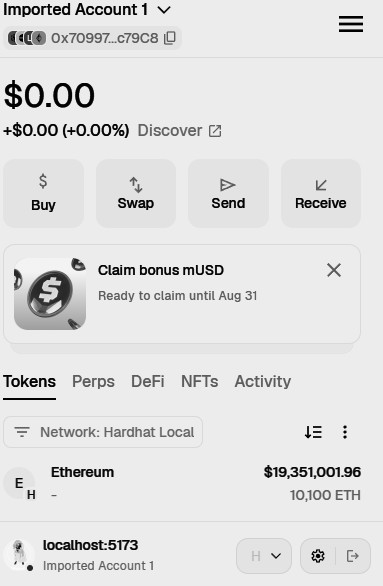 Imported Account 1
0x70997...c79C8
$0.00
+$0.00 (+0.00%) Discover
$
Buy
Swap
Send
Receive
Claim bonus mUSD
Ready to claim until Aug 31
$
Tokens Perps DeFi NFTs Activity
Network: Hardhat Local
E H
Ethereum $19,351,001.96
- 10,100 ETH
localhost:5173
Imported Account 1
H